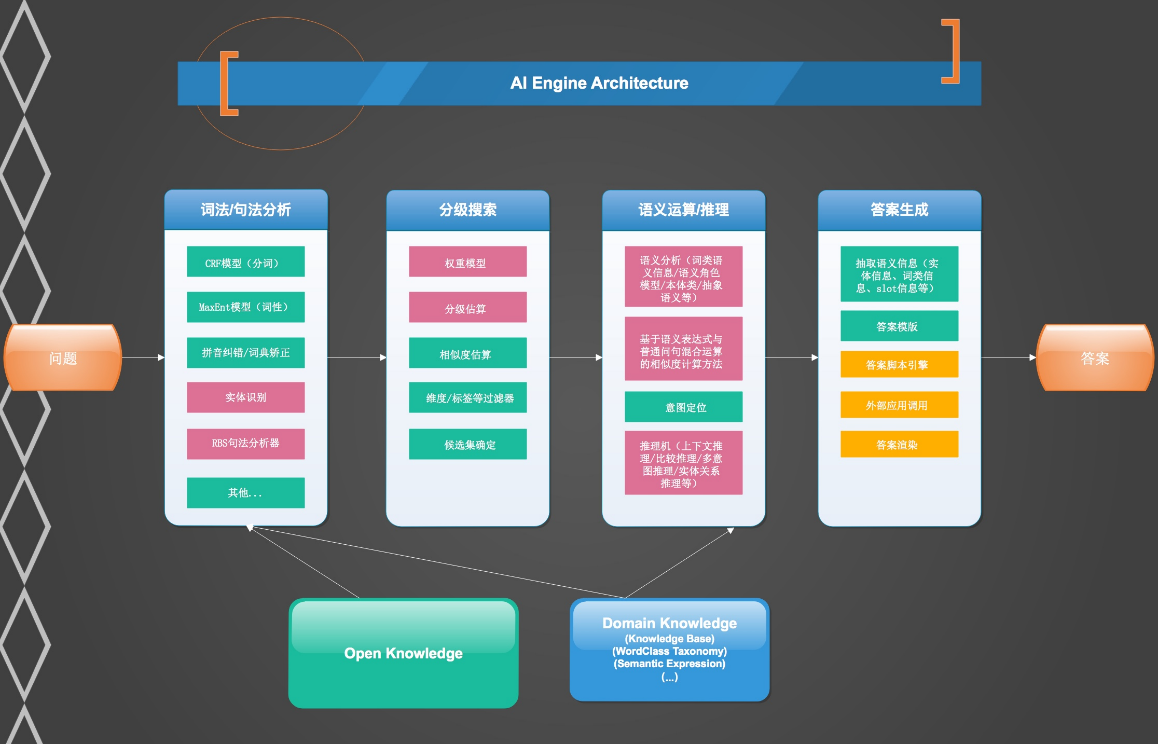 AI Engine Architecture
问题
词法/句法分析
CRF模型（分词）
MaxEnt模型（词性）
拼音纠错/词典矫正
实体识别
RBS句法分析器
其他...
分级搜索
权重模型
分级估算
相似度估算
维度/标签等过滤器
候选集确定
语义运算/推理
语义分析（词类语
义信息/语义角色
模型/本体类/抽象
语义等）
基于语义表达式与
普通问句混合运算
的相似度计算方法
意图定位
推理机（上下文推
理/比较推理/多意
图推理/实体关系
推理等）
答案生成
抽取语义信息（实
体信息、词类信
息、slot信息等）
答案模版
答案脚本引擎
外部应用调用
答案渲染
答案
Open Knowledge
Domain Knowledge
(Knowledge Base)
(WordClass Taxonomy)
(Semantic Expression)
(...)